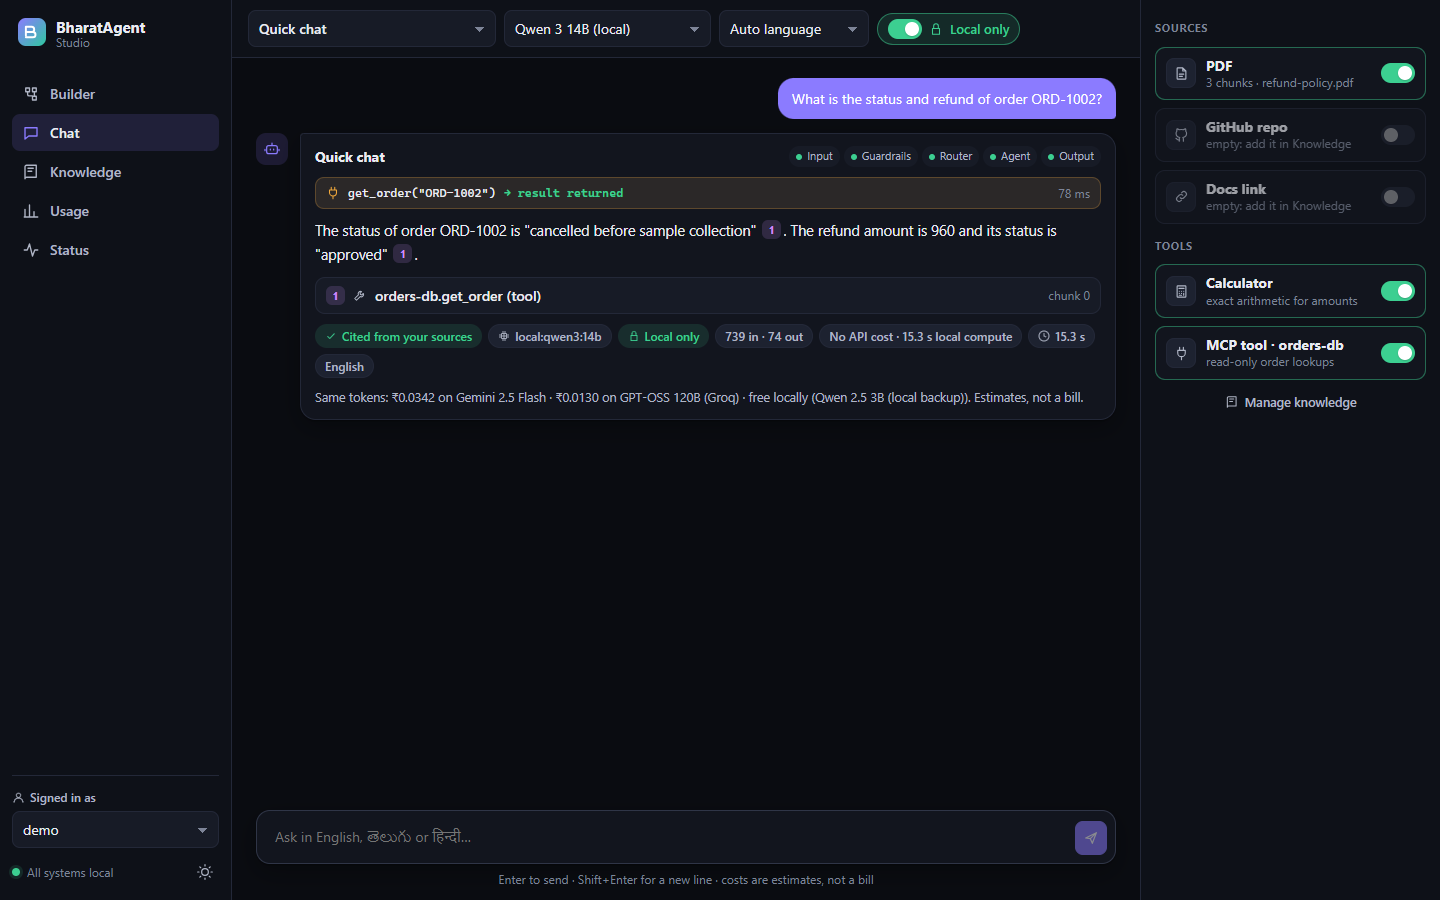 BharatAgent
Studio
Builder
Chat
Knowledge
Usage
Status
Signed in as
demo
All systems local
Quick chat
Qwen 3 14B (local)
Auto language
Local only
What is the status and refund of order ORD-1002?
Quick chat
Input
Guardrails
Router
Agent
Output
get_order("ORD-1002") → result returned
78 ms
The status of order ORD-1002 is "cancelled before sample collection" 1 . The refund amount is 960 and its status is
"approved" 1 .
1 orders-db.get_order (tool)
chunk 0
Cited from your sources
local:qwen3:14b
Local only
739 in · 74 out
No API cost · 15.3 s local compute
15.3 s
English
Same tokens: ₹0.0342 on Gemini 2.5 Flash · ₹0.0130 on GPT-OSS 120B (Groq) · free locally (Qwen 2.5 3B (local backup)). Estimates, not a bill.
Ask in English, తెలుగు or हिन्दी...
Enter to send · Shift+Enter for a new line · costs are estimates, not a bill
SOURCES
PDF
3 chunks · refund-policy.pdf
GitHub repo
empty: add it in Knowledge
Docs link
empty: add it in Knowledge
TOOLS
Calculator
exact arithmetic for amounts
MCP tool · orders-db
read-only order lookups
Manage knowledge